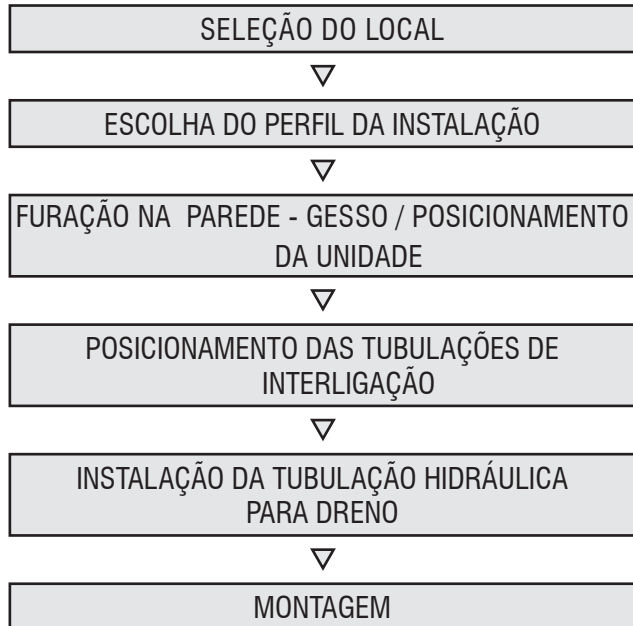 SELEÇÃO DO LOCAL
ESCOLHA DO PERFIL DA INSTALAÇÃO
FURAÇÃO NA PAREDE - GESSO / POSICIONAMENTO
DA UNIDADE
POSICIONAMENTO DAS TUBULAÇÕES DE
INTERLIGAÇÃO
INSTALAÇÃO DA TUBULAÇÃO HIDRÁULICA
PARA DRENO
MONTAGEM